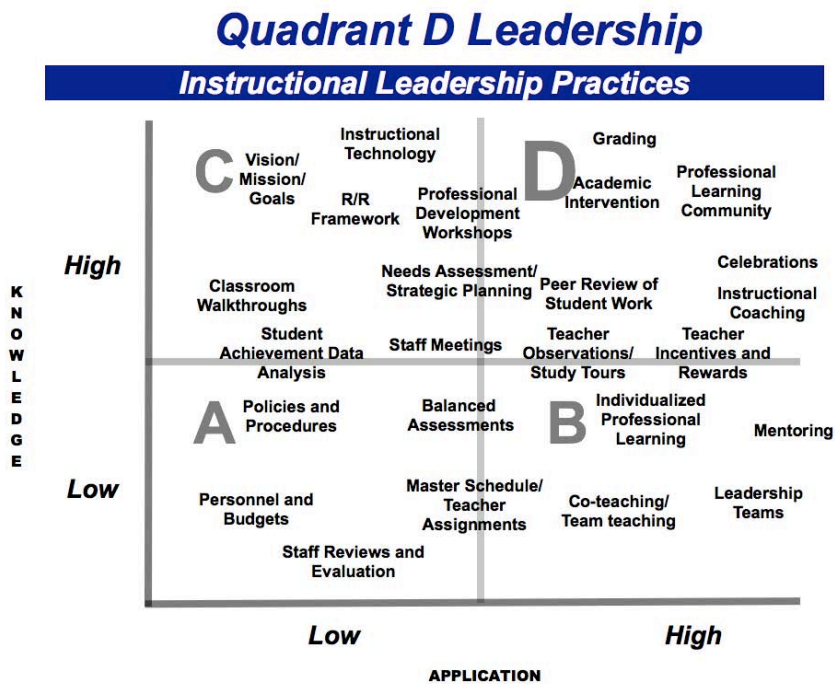 Quadrant D Leadership
Instructional Leadership Practices
C
Vision/
Mission/
Goals
Instructional
Technology
R/R
Framework
Professional
Development
Workshops
Classroom
Walkthroughs
Needs Assessment/
Strategic Planning
Student
Achievement Data
Analysis
Staff Meetings
D
Grading
Academic
Intervention
Professional
Learning
Community
Celebrations
Peer Review of
Student Work
Instructional
Coaching
Teacher
Observations/
Study Tours
Teacher
Incentives and
Rewards
A
Policies and
Procedures
Balanced
Assessments
Personnel and
Budgets
Master Schedule/
Teacher
Assignments
Staff Reviews and
Evaluation
B
Individualized
Professional
Learning
Mentoring
Co-teaching/
Team teaching
Leadership
Teams
High
KNOWLEDGE
Low
Low
High
APPLICATION